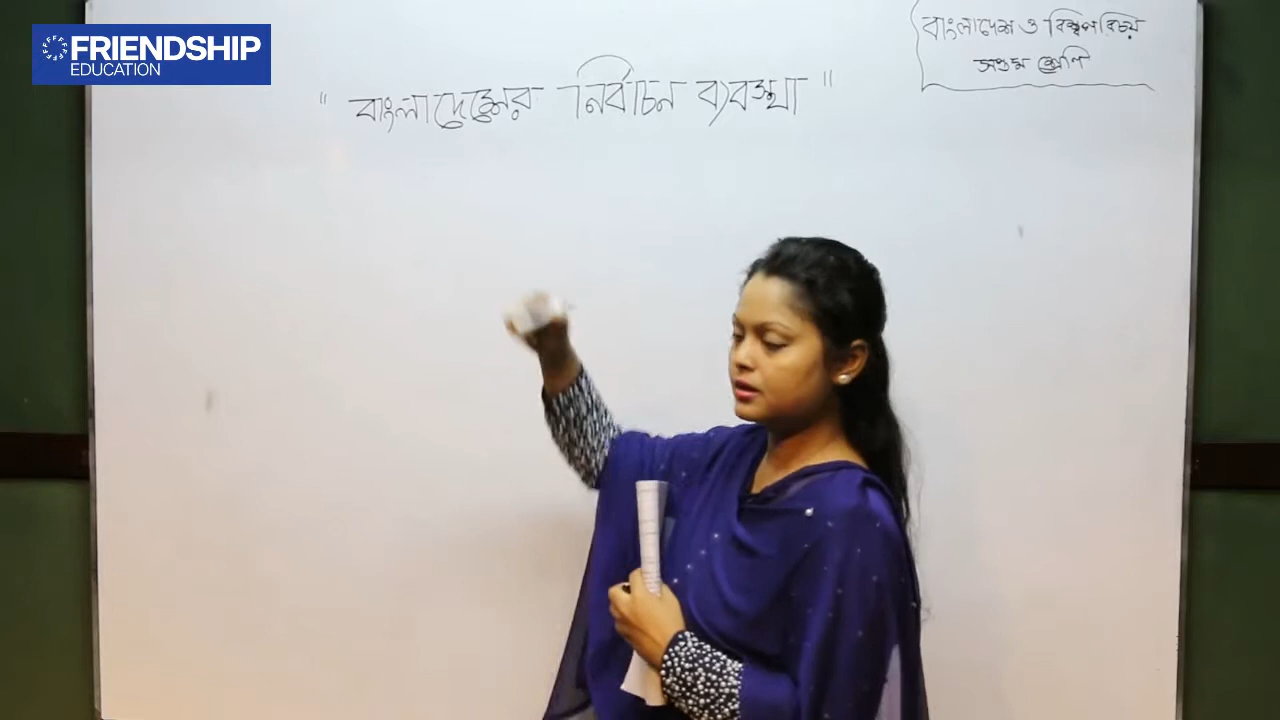 FRIENDSHIP
EDUCATION
বাংলাদেশ ও বিশ্বপরিচয়
সপ্তম শ্রেণি
" বাংলাদেশের নির্বাচন ব্যবস্থা "